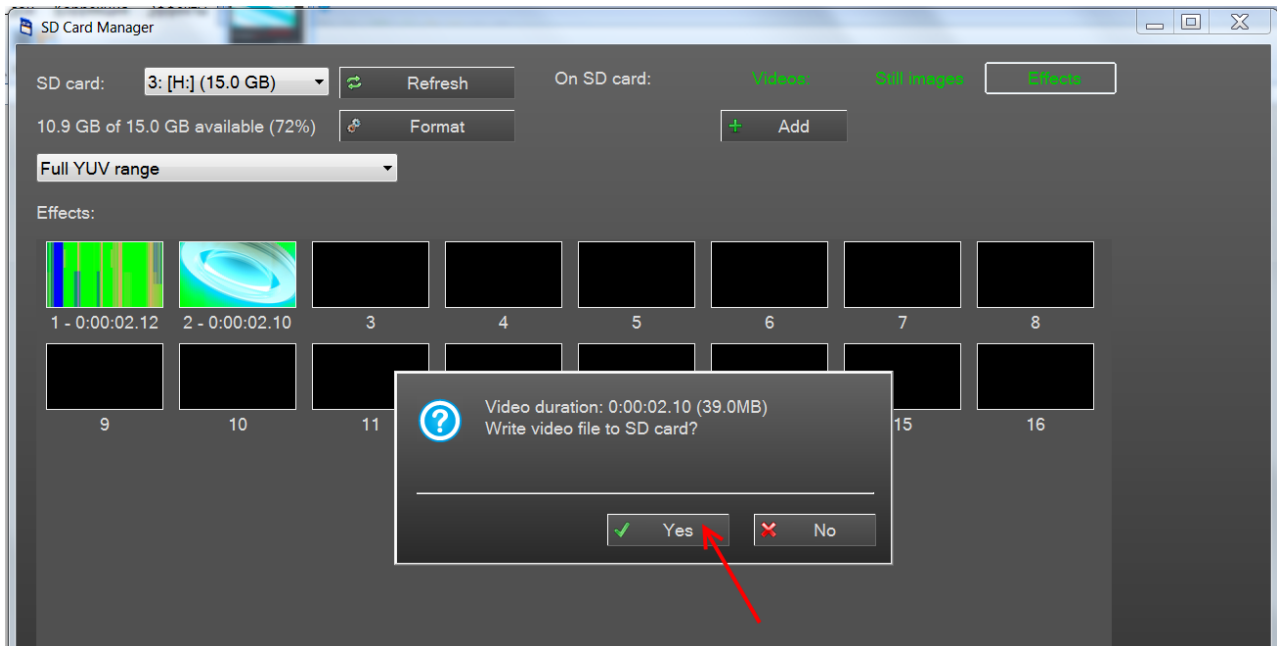 SD Card Manager
SD card: 3: [H:] (15.0 GB) Refresh On SD card: Videos: Still images Effects
10.9 GB of 15.0 GB available (72%) Format Add
Full YUV range
Effects:
1 - 0:00:02.12 2 - 0:00:02.10 3 4 5 6 7 8
9 10 11 15 16
Video duration: 0:00:02.10 (39.0MB)
Write video file to SD card?
Yes No